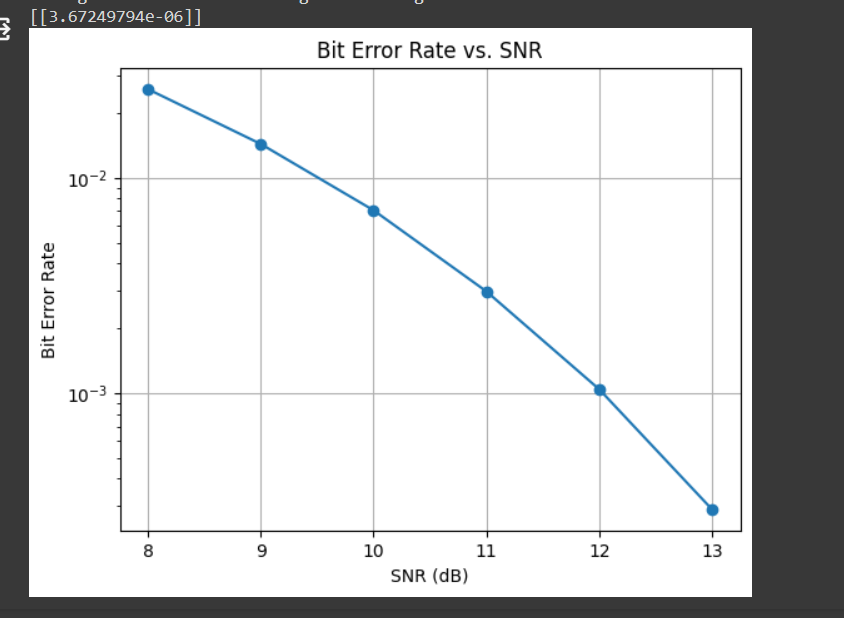 [[3.67249794e-06]]
Bit Error Rate vs. SNR
10⁻²
10⁻³
Bit Error Rate
8 9 10 11 12 13
SNR (dB)